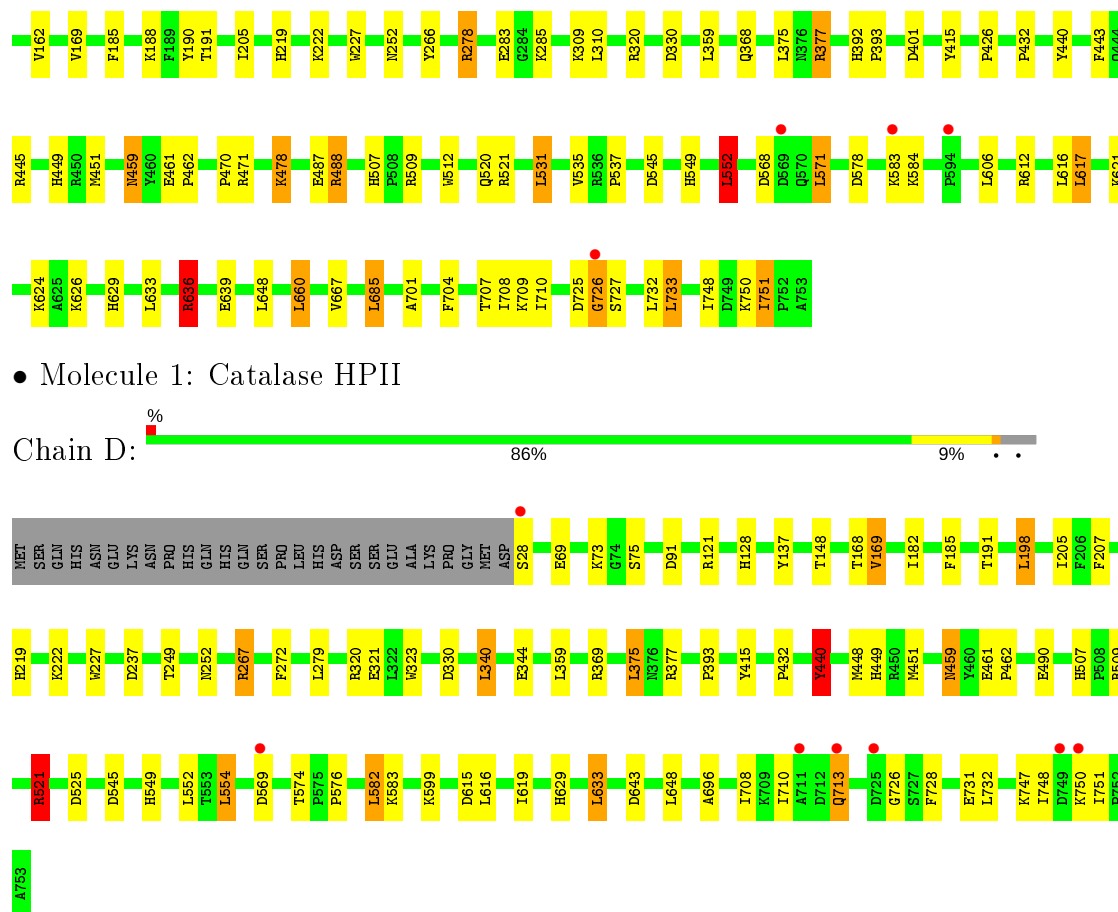 V162 V169 F185 K188 F189 Y190 T191 I205 H219 K222 W227 N252 Y266 R278 E283 G284 K285 K309 L310 R320 D330 L359 Q368 L375 N376 R377 H392 P393 D401 Y415 P426 P432 Y440 F443 Q444
R445 H449 R450 M451 N459 Y460 E461 P462 P470 R471 K478 E487 R488 H507 P508 R509 W512 Q520 R521 L531 V535 R536 P537 D545 H549 L552 D568 D569 Q570 L571 D578 K583 K584 P594 L606 R612 L616 L617 K621
K624 A625 K626 H629 L633 R636 E639 L648 L660 V667 L685 A701 F704 T707 I708 K709 I710 D725 G726 S727 L732 L733 I748 D749 K750 I751 P752 A753
• Molecule 1: Catalase HPII
%
Chain D:
86% 9% • •
MET SER GLN HIS ASN GLU LYS ASN PRO HIS GLN HIS GLN SER PRO LEU HIS ASP SER SER GLU ALA LYS PRO GLY MET ASP S28 E69 K73 G74 S75 D91 R121 H128 Y137 T148 T168 V169 I182 F185 T191 L198 I205 F206 F207
H219 K222 W227 D237 T249 N252 R267 F272 L279 R320 E321 L322 W323 D330 L340 E344 L359 R369 L375 N376 R377 P393 Y415 P432 Y440 M448 H449 R450 M451 N459 Y460 E461 P462 E490 H507 P508 R509
R521 D525 D545 H549 L552 T553 L554 D569 T574 P575 P576 L582 K583 K599 D615 L616 I619 H629 L633 D643 L648 A696 I708 K709 I710 A711 D712 Q713 D725 G726 S727 F728 E731 L732 K747 I748 D749 K750 I751 P752
A753